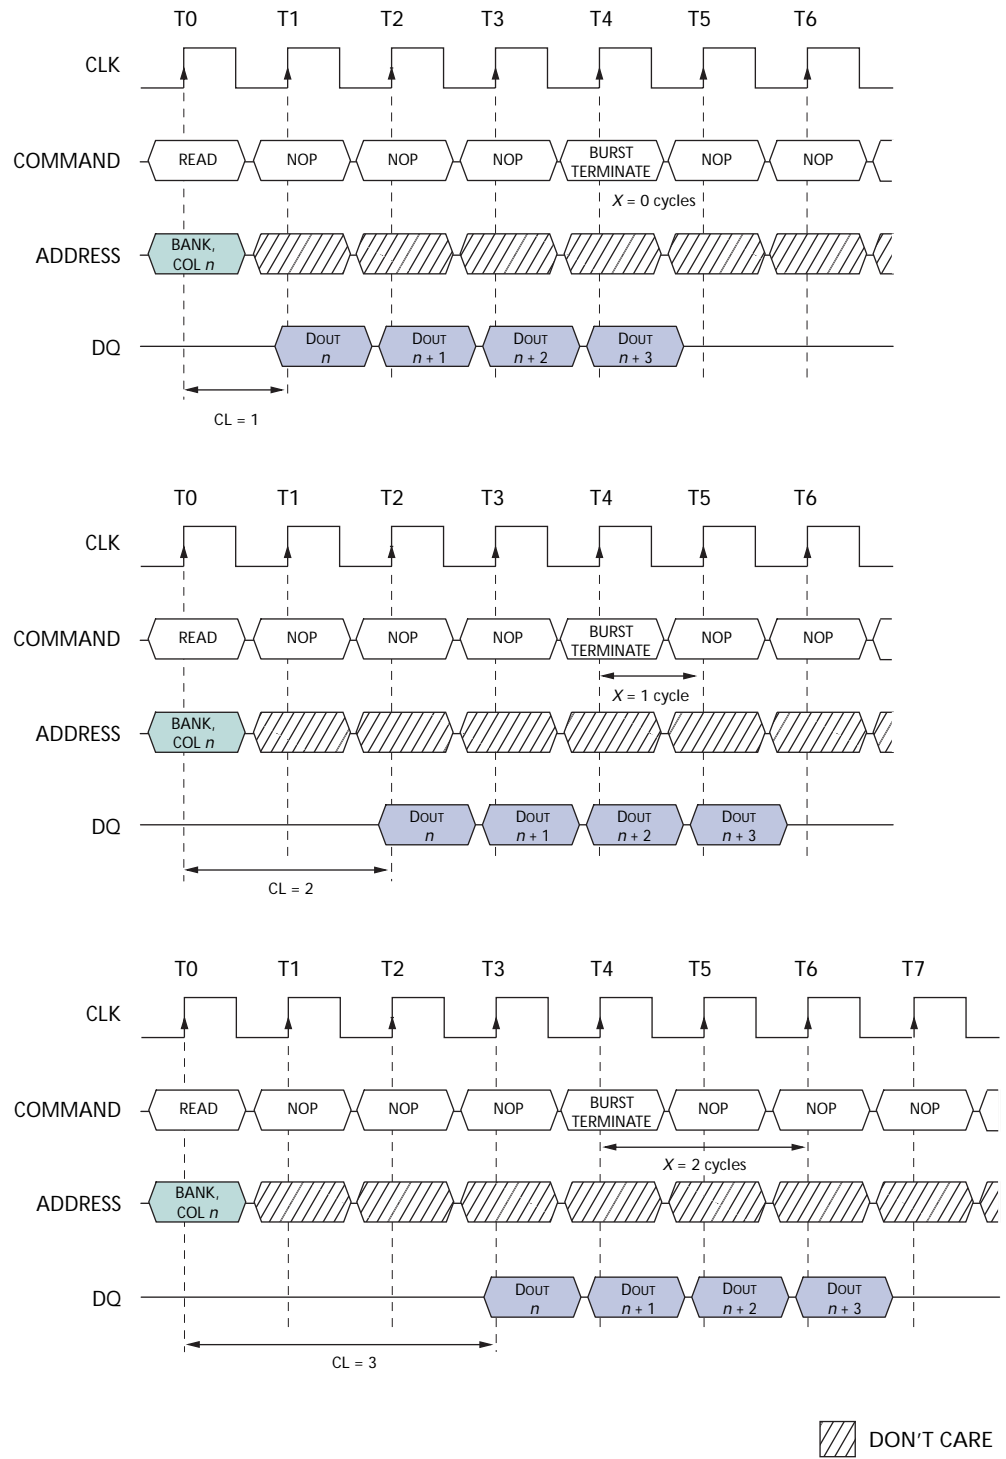 T0 T1 T2 T3 T4 T5 T6
CLK
COMMAND READ NOP NOP NOP BURST TERMINATE NOP NOP
X = 0 cycles
ADDRESS BANK, COL n
DQ DOUT n DOUT n + 1 DOUT n + 2 DOUT n + 3
CL = 1
T0 T1 T2 T3 T4 T5 T6
CLK
COMMAND READ NOP NOP NOP BURST TERMINATE NOP NOP
X = 1 cycle
ADDRESS BANK, COL n
DQ DOUT n DOUT n + 1 DOUT n + 2 DOUT n + 3
CL = 2
T0 T1 T2 T3 T4 T5 T6 T7
CLK
COMMAND READ NOP NOP NOP BURST TERMINATE NOP NOP NOP
X = 2 cycles
ADDRESS BANK, COL n
DQ DOUT n DOUT n + 1 DOUT n + 2 DOUT n + 3
CL = 3
DON'T CARE